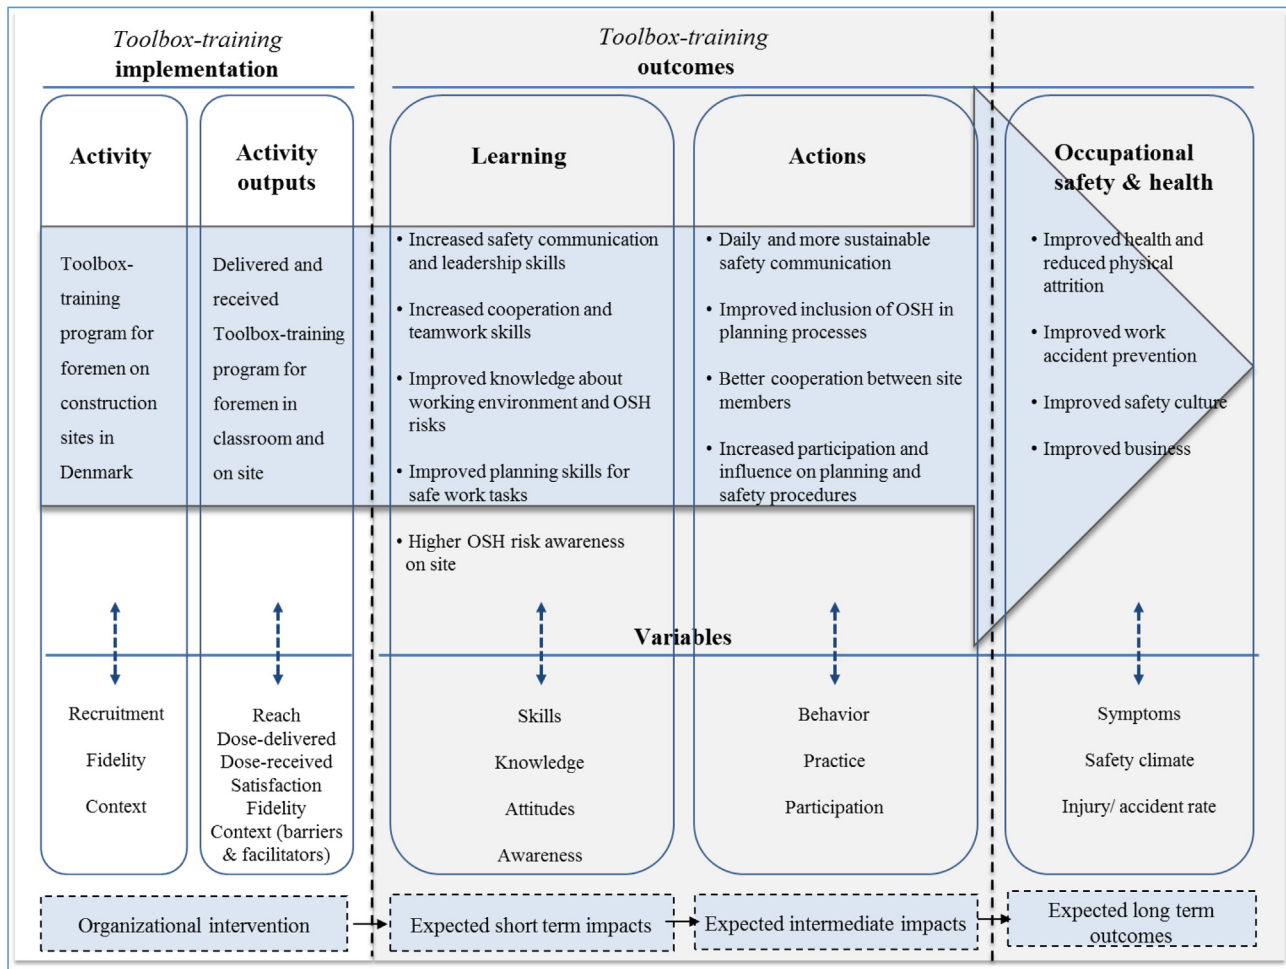 Toolbox-training
implementation
Toolbox-training
outcomes
Activity
Activity
outputs
Learning
Actions
Occupational
safety & health
Toolbox-
training
program for
foremen on
construction
sites in
Denmark
Delivered and
received
Toolbox-training
program for
foremen in
classroom and
on site
• Increased safety communication
and leadership skills
• Increased cooperation and
teamwork skills
• Improved knowledge about
working environment and OSH
risks
• Improved planning skills for
safe work tasks
• Higher OSH risk awareness
on site
• Daily and more sustainable
safety communication
• Improved inclusion of OSH in
planning processes
• Better cooperation between site
members
• Increased participation and
influence on planning and
safety procedures
• Improved health and
reduced physical
attrition
• Improved work
accident prevention
• Improved safety culture
• Improved business
Variables
Recruitment
Fidelity
Context
Reach
Dose-delivered
Dose-received
Satisfaction
Fidelity
Context (barriers
& facilitators)
Skills
Knowledge
Attitudes
Awareness
Behavior
Practice
Participation
Symptoms
Safety climate
Injury/ accident rate
Organizational intervention
Expected short term impacts
Expected intermediate impacts
Expected long term
outcomes